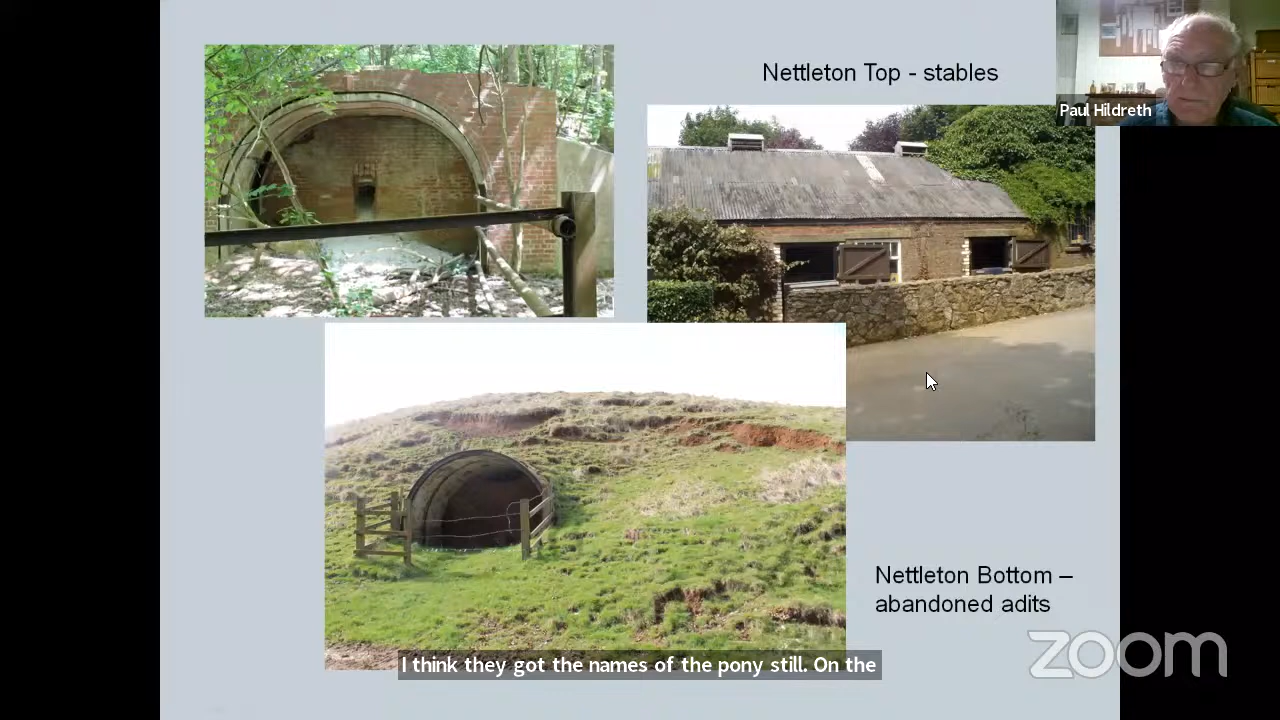 Nettleton Top - stables
Paul Hildreth
Nettleton Bottom –
abandoned adits
zoom
I think they got the names of the pony still. On the